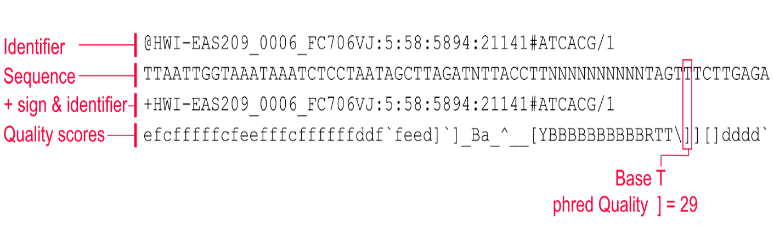 Identifier @HWI-EAS209_0006_FC706VJ:5:58:5894:21141#ATCACG/1
Sequence TTAATTGGTAAATAAATCTCCTAATAGCTTAGATNTTACCTTNNNNNNNNNNTAGTTTCTTGAGA
+ sign & identifier +HWI-EAS209_0006_FC706VJ:5:58:5894:21141#ATCACG/1
Quality scores efcfffffcfeefffcffffffddf`feed]`]_Ba_^__[YBBBBBBBBBBRTT\]][]dddd`
Base T
phred Quality ] = 29